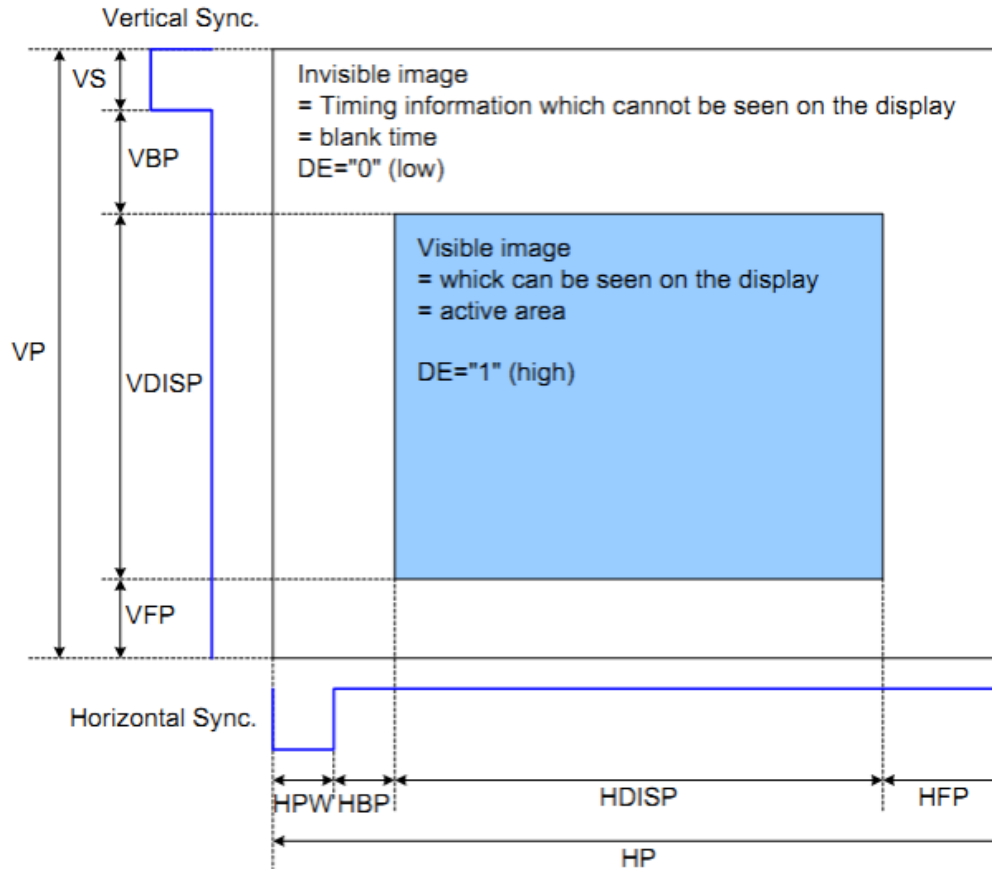 Vertical Sync.
VS
Invisible image
= Timing information which cannot be seen on the display
= blank time
DE="0" (low)
VBP
Visible image
= whick can be seen on the display
= active area
DE="1" (high)
VP
VDISP
VFP
Horizontal Sync.
HPW
HBP
HDISP
HFP
HP